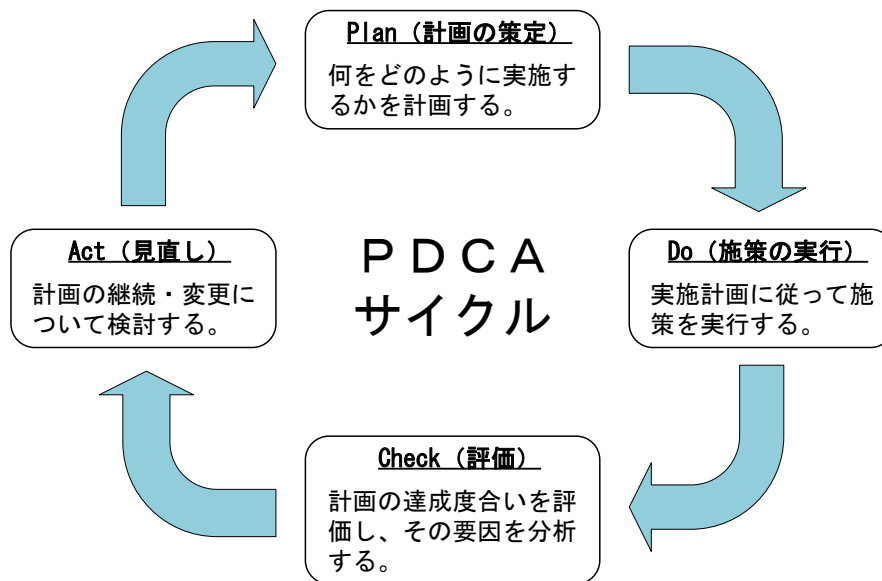 Plan（計画の策定）
何をどのように実施す
るかを計画する。
Act（見直し）
計画の継続・変更に
ついて検討する。
ＰＤＣＡ
サイクル
Do（施策の実行）
実施計画に従って施
策を実行する。
Check（評価）
計画の達成度合いを評
価し、その要因を分析
する。